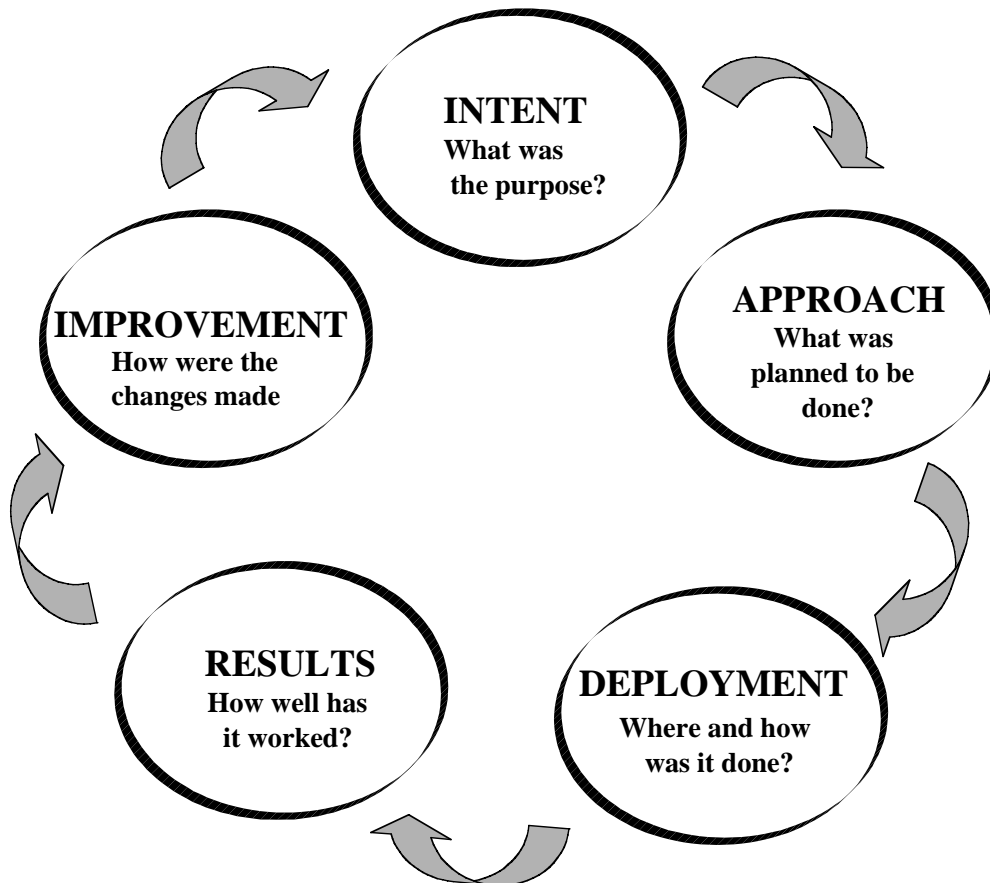 INTENT
What was
the purpose?
APPROACH
What was
planned to be
done?
DEPLOYMENT
Where and how
was it done?
RESULTS
How well has
it worked?
IMPROVEMENT
How were the
changes made